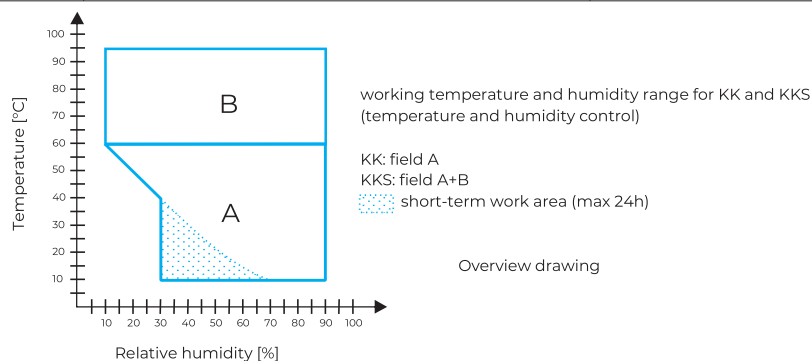 100
90
80
70
60
50
40
30
20
10
Temperature [°C]
B
A
10 20 30 40 50 60 70 80 90 100
Relative humidity [%]
working temperature and humidity range for KK and KKS
(temperature and humidity control)
KK: field A
KKS: field A+B
short-term work area (max 24h)
Overview drawing